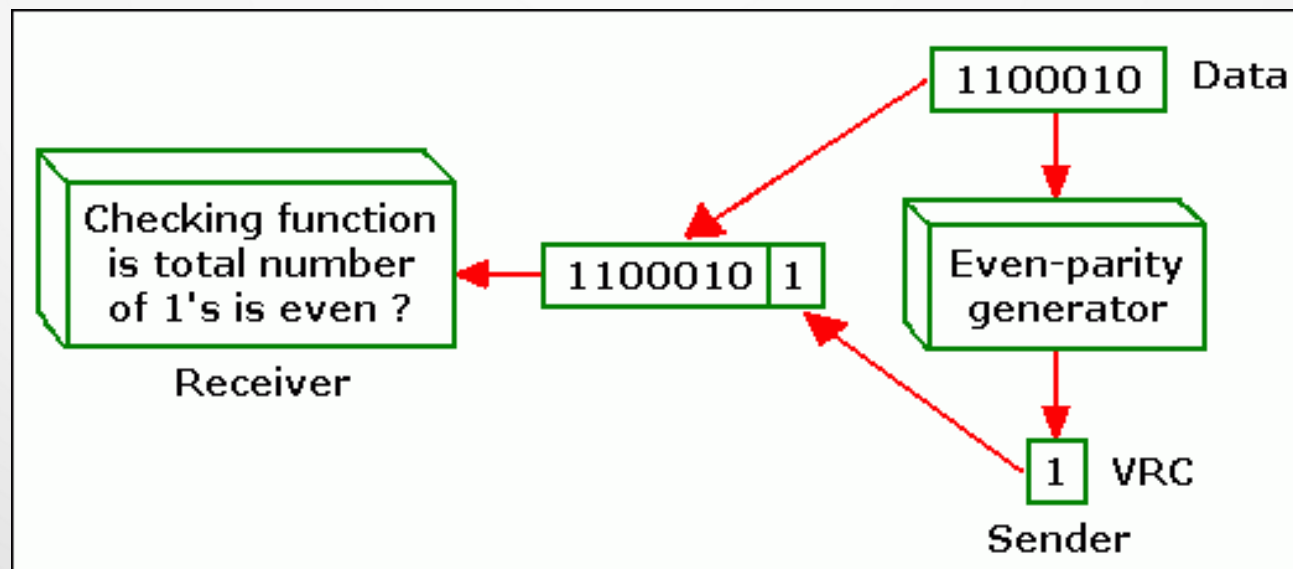 1100010 Data
Checking function
is total number
of 1's is even ?
Receiver
1100010 1
Even-parity
generator
1 VRC
Sender